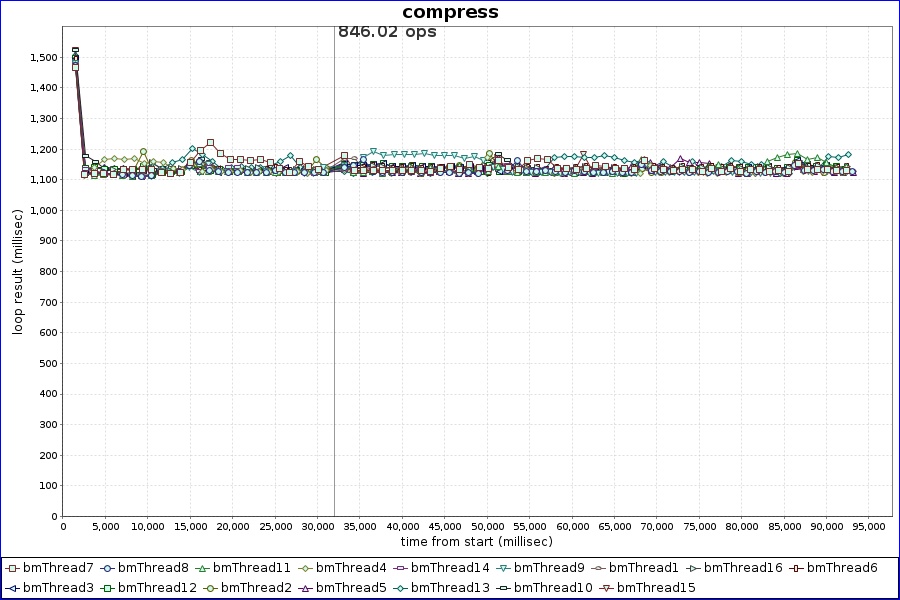 compress
846.02 ops
1,500
1,400
1,300
1,200
1,100
1,000
900
800
700
600
500
400
300
200
100
0
loop result (millisec)
0 5,000 10,000 15,000 20,000 25,000 30,000 35,000 40,000 45,000 50,000 55,000 60,000 65,000 70,000 75,000 80,000 85,000 90,000 95,000
time from start (millisec)
bmThread7 bmThread8 bmThread11 bmThread4 bmThread14 bmThread9 bmThread1 bmThread16 bmThread6
bmThread3 bmThread12 bmThread2 bmThread5 bmThread13 bmThread10 bmThread15